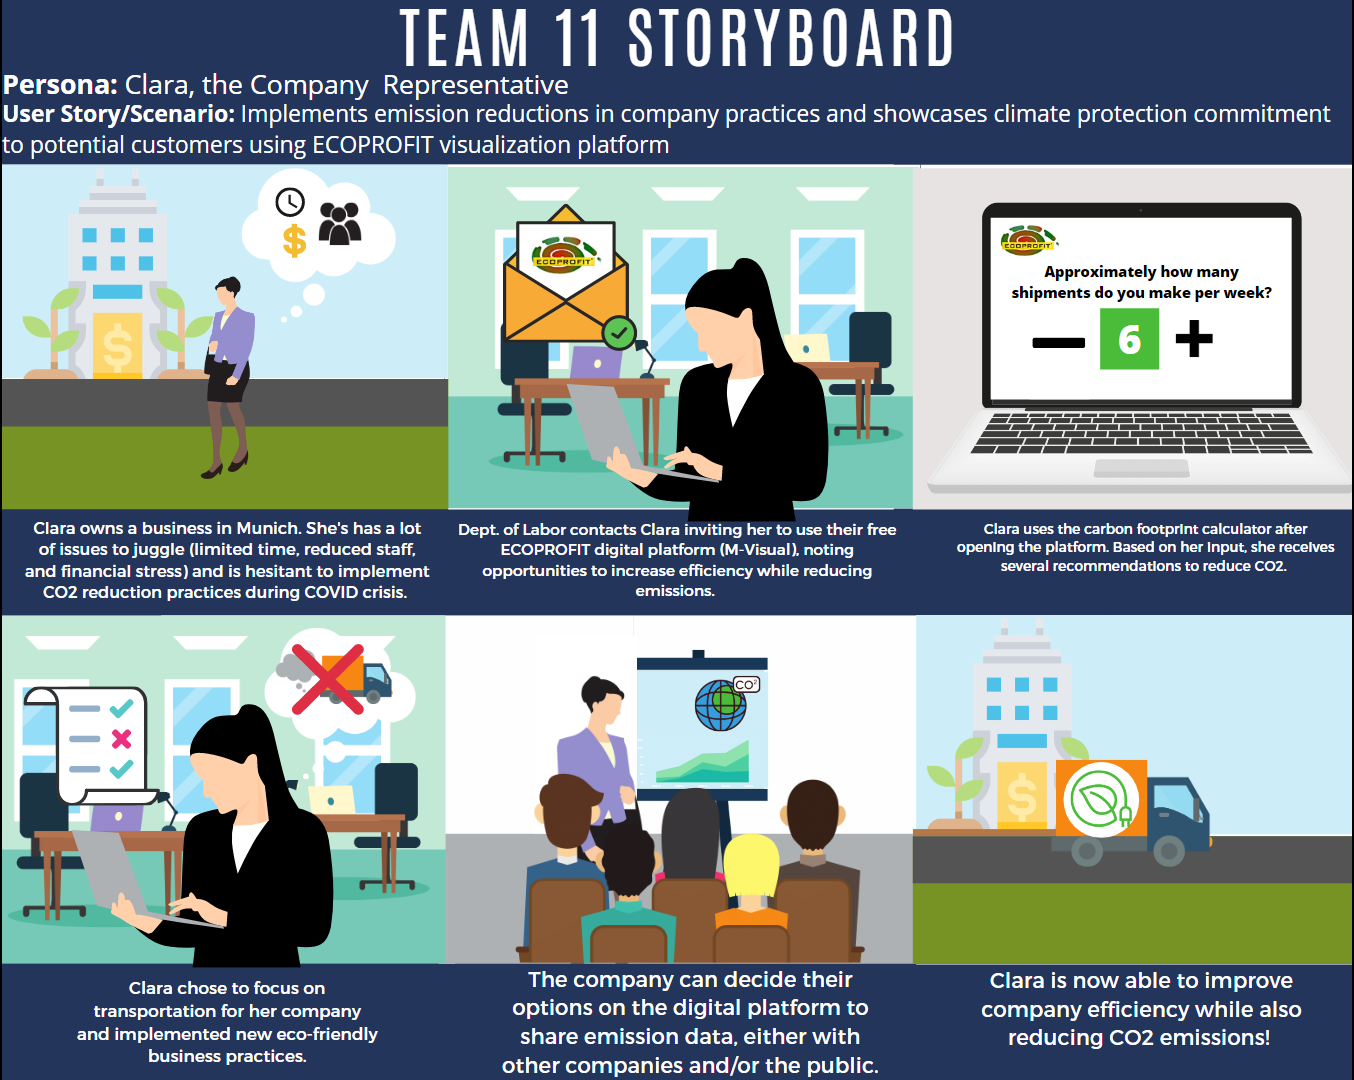 TEAM 11 STORYBOARD
Persona: Clara, the Company Representative
User Story/Scenario: Implements emission reductions in company practices and showcases climate protection commitment
to potential customers using ECOPROFIT visualization platform
$
$
ECOPROFIT
ECOPROFIT
Approximately how many
shipments do you make per week?
— 6 +
Clara owns a business in Munich. She's has a lot
of issues to juggle (limited time, reduced staff,
and financial stress) and is hesitant to implement
CO2 reduction practices during COVID crisis.
Dept. of Labor contacts Clara inviting her to use their free
ECOPROFIT digital platform (M-Visual), noting
opportunities to increase efficiency while reducing
emissions.
Clara uses the carbon footprint calculator after
opening the platform. Based on her input, she receives
several recommendations to reduce CO2.
CO²
$
Clara chose to focus on
transportation for her company
and implemented new eco-friendly
business practices.
The company can decide their
options on the digital platform to
share emission data, either with
other companies and/or the public.
Clara is now able to improve
company efficiency while also
reducing CO2 emissions!